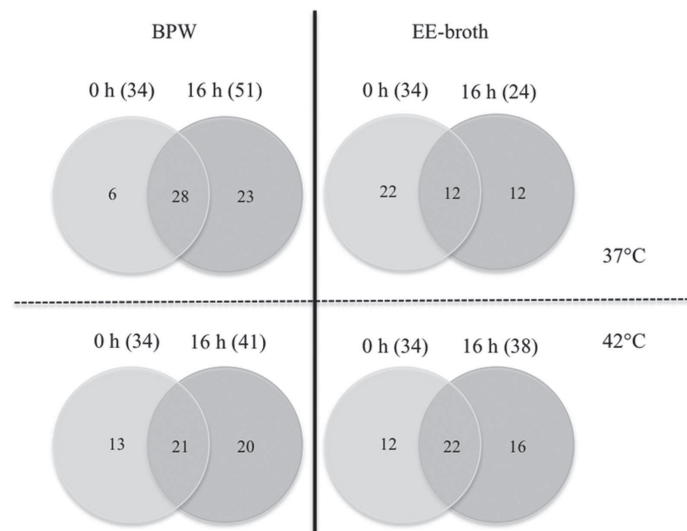 BPW EE-broth
0 h (34) 16 h (51) 0 h (34) 16 h (24)
6 28 23 22 12 12
37°C
0 h (34) 16 h (41) 0 h (34) 16 h (38) 42°C
13 21 20 12 22 16